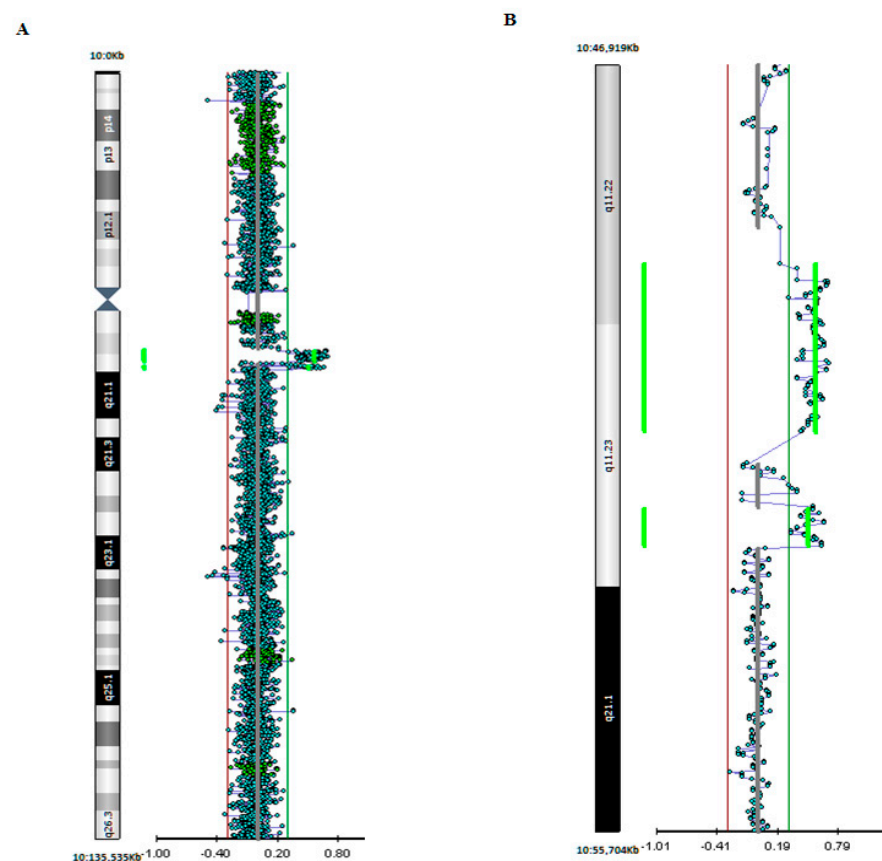 A
10:0Kb
p14
p13
p12.1
q21.1
q21.3
q23.1
q25.1
q26.3
10:135,535Kb
-1.00 -0.40 0.20 0.80
B
10:46,919Kb
q11.22
q11.23
q21.1
10:55,704Kb
-1.01 -0.41 0.19 0.79